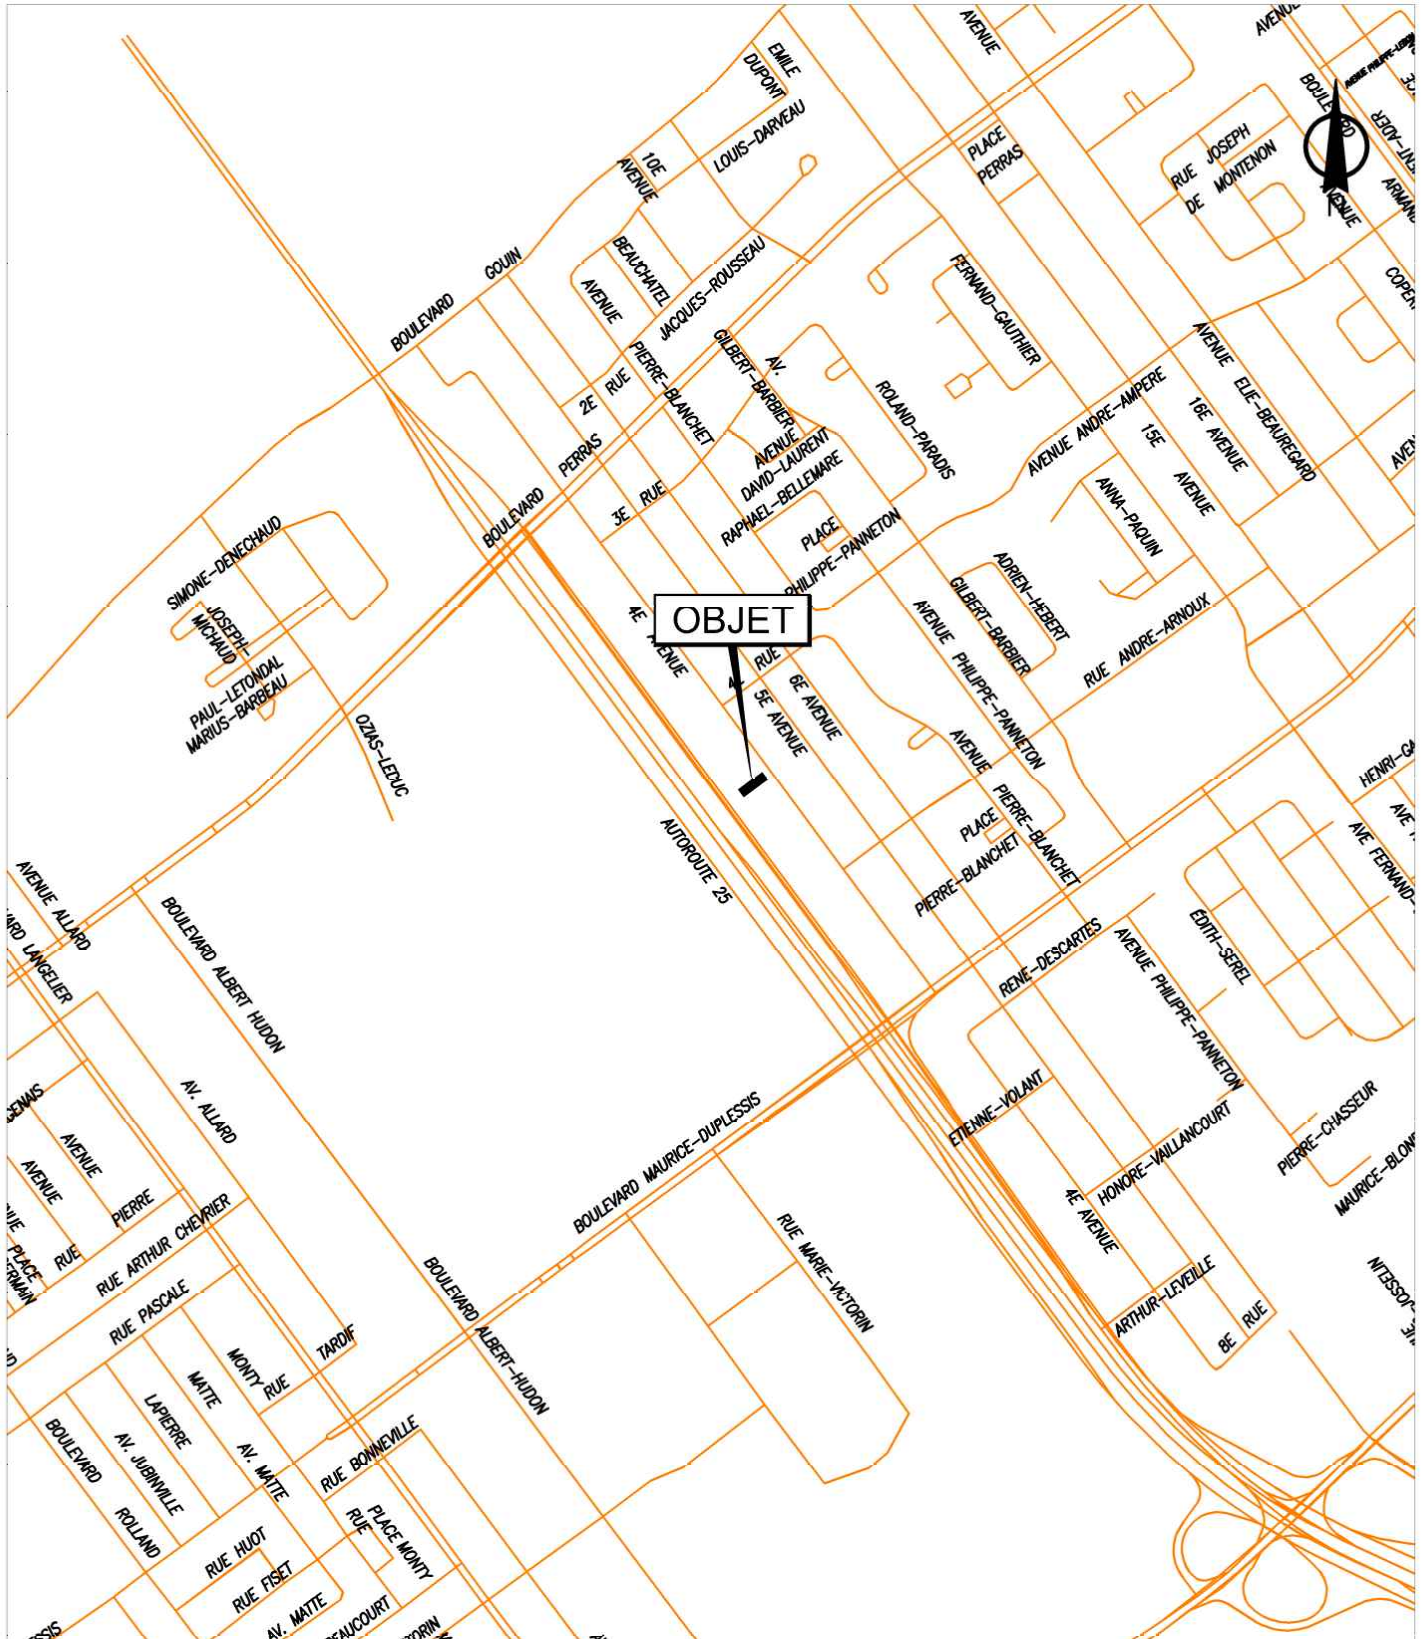 AVENUE
EMILE
DUPONT
LOUIS-DARVEAU
10E
AVENUE
PLACE
PERRAS
RUE JOSEPH
DE MONTENON
BOULEVARD
AVENUE
N
BOULEVARD GOUIN
AVENUE
BEAUCHATEL
JACQUES-ROUSSEAU
FERNAND-GAUTHIER
2E RUE
PIERRE-BLANCHET
GILBERT-BARBIER
AV.
ROLAND-PARADIS
AVENUE
DAVID-LAURENT
RAPHAEL-BELLEMARE
AVENUE ANDRE-AMPERE
AVENUE
ELIE-BEAUREGARD
16E AVENUE
15E AVENUE
BOULEVARD PERRAS
3E RUE
PLACE
PHILIPPE-PANNETON
ANNA-PAQUIN
ADRIEN-HEBERT
GILBERT-BARBIER
RUE ANDRE-ARNOUX
SIMONE-DENECHAUD
JOSEPH-
MICHAUD
PAUL-LETONDAL
MARIUS-BARBEAU
OZIAS-LEDUC
OBJET
4E AVENUE
RUE
5E AVENUE
6E AVENUE
AVENUE PHILIPPE-PANNETON
AVENUE PIERRE-BLANCHET
PLACE
PIERRE-BLANCHET
AUTOROUTE 25
AVENUE ALLARD
BOULEVARD ALBERT HUDON
RENE-DESCARTES
AVENUE PHILIPPE-PANNETON
EDITH-SEREL
ETIENNE-VOLANT
HONORE-VAILLANCOURT
PIERRE-CHASSEUR
4E AVENUE
ARTHUR-LEVEILLE
8E RUE
BOULEVARD MAURICE-DUPLESSIS
RUE MARIE-VICTORIN
AV. ALLARD
AVENUE
AVENUE
PIERRE
RUE
PLACE
RUE ARTHUR CHEVRIER
RUE PASCALE
MONTY
RUE TARDIF
MATTE
LAPIERRE
AV. JUBINVILLE
BOULEVARD ROLLAND
AV. MATTE
BOULEVARD ALBERT-HUDON
RUE BONNEVILLE
RUE
PLACE MONTY
RUE HUOT
RUE FISET
AV. MATTE